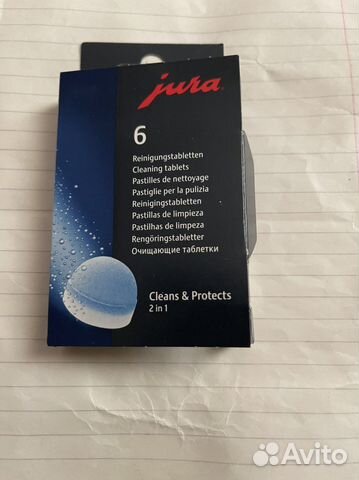 jura
6
Reinigungstabletten
Cleaning tablets
Pastilles de nettoyage
Pastiglie per la pulizia
Reinigingstabletten
Pastillas de limpieza
Pastilhas de limpeza
Rengöringstabletter
Очищающие таблетки
Cleans & Protects
2 in 1
Avito